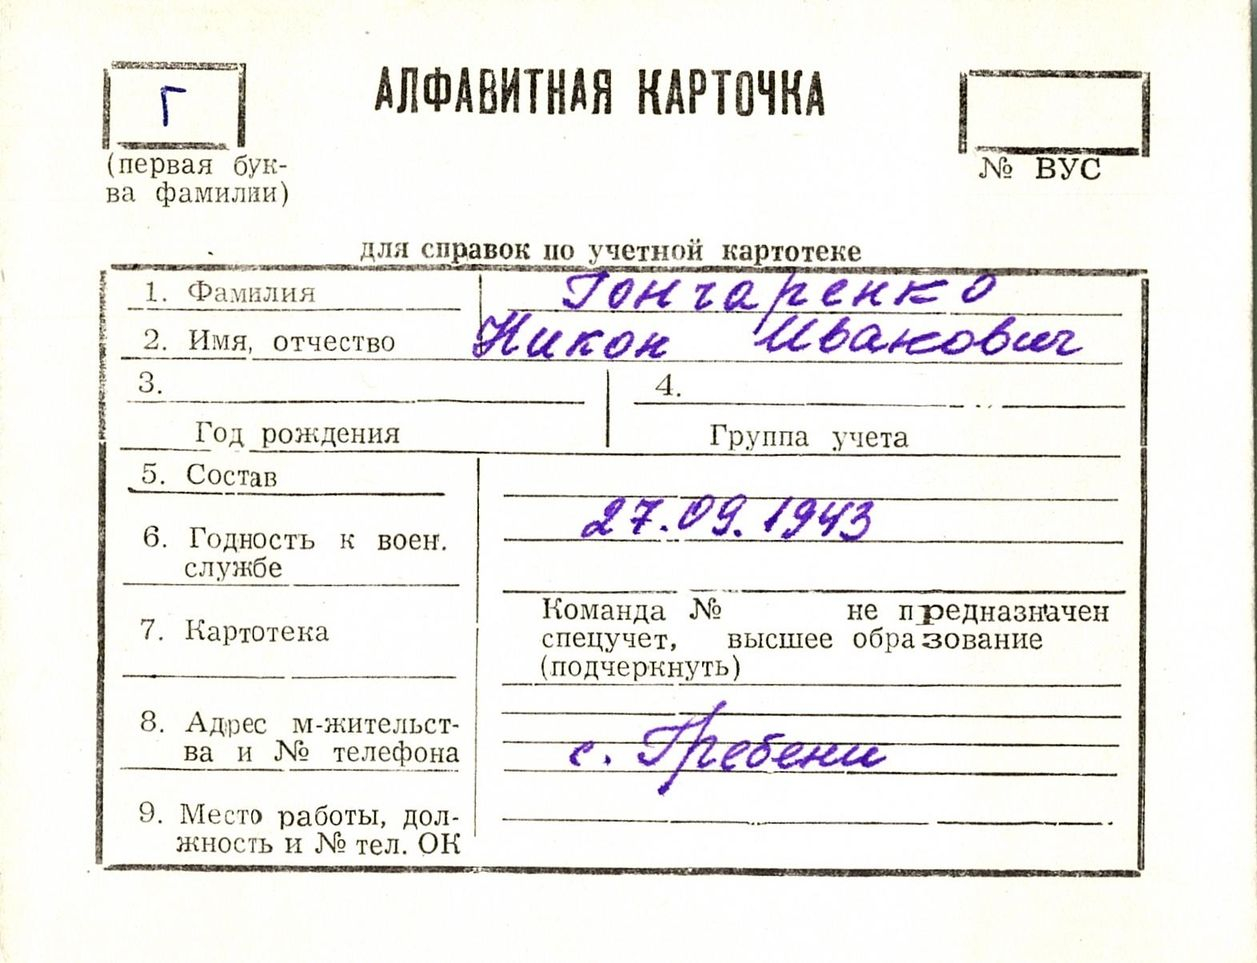 Г
АЛФАВИТНАЯ КАРТОЧКА
(первая бук-
ва фамилии)
№ ВУС
для справок по учетной картотеке
1. Фамилия Гончаренко
2. Имя, отчество Никон Иванович
3. 4.
Год рождения Группа учета
5. Состав
27.09.1943
6. Годность к воен.
службе
7. Картотека
Команда № не предназначен
спецучет, высшее образование
(подчеркнуть)
8. Адрес м-жительст-
ва и № телефона с. Гребени
9. Место работы, дол-
жность и № тел. ОК